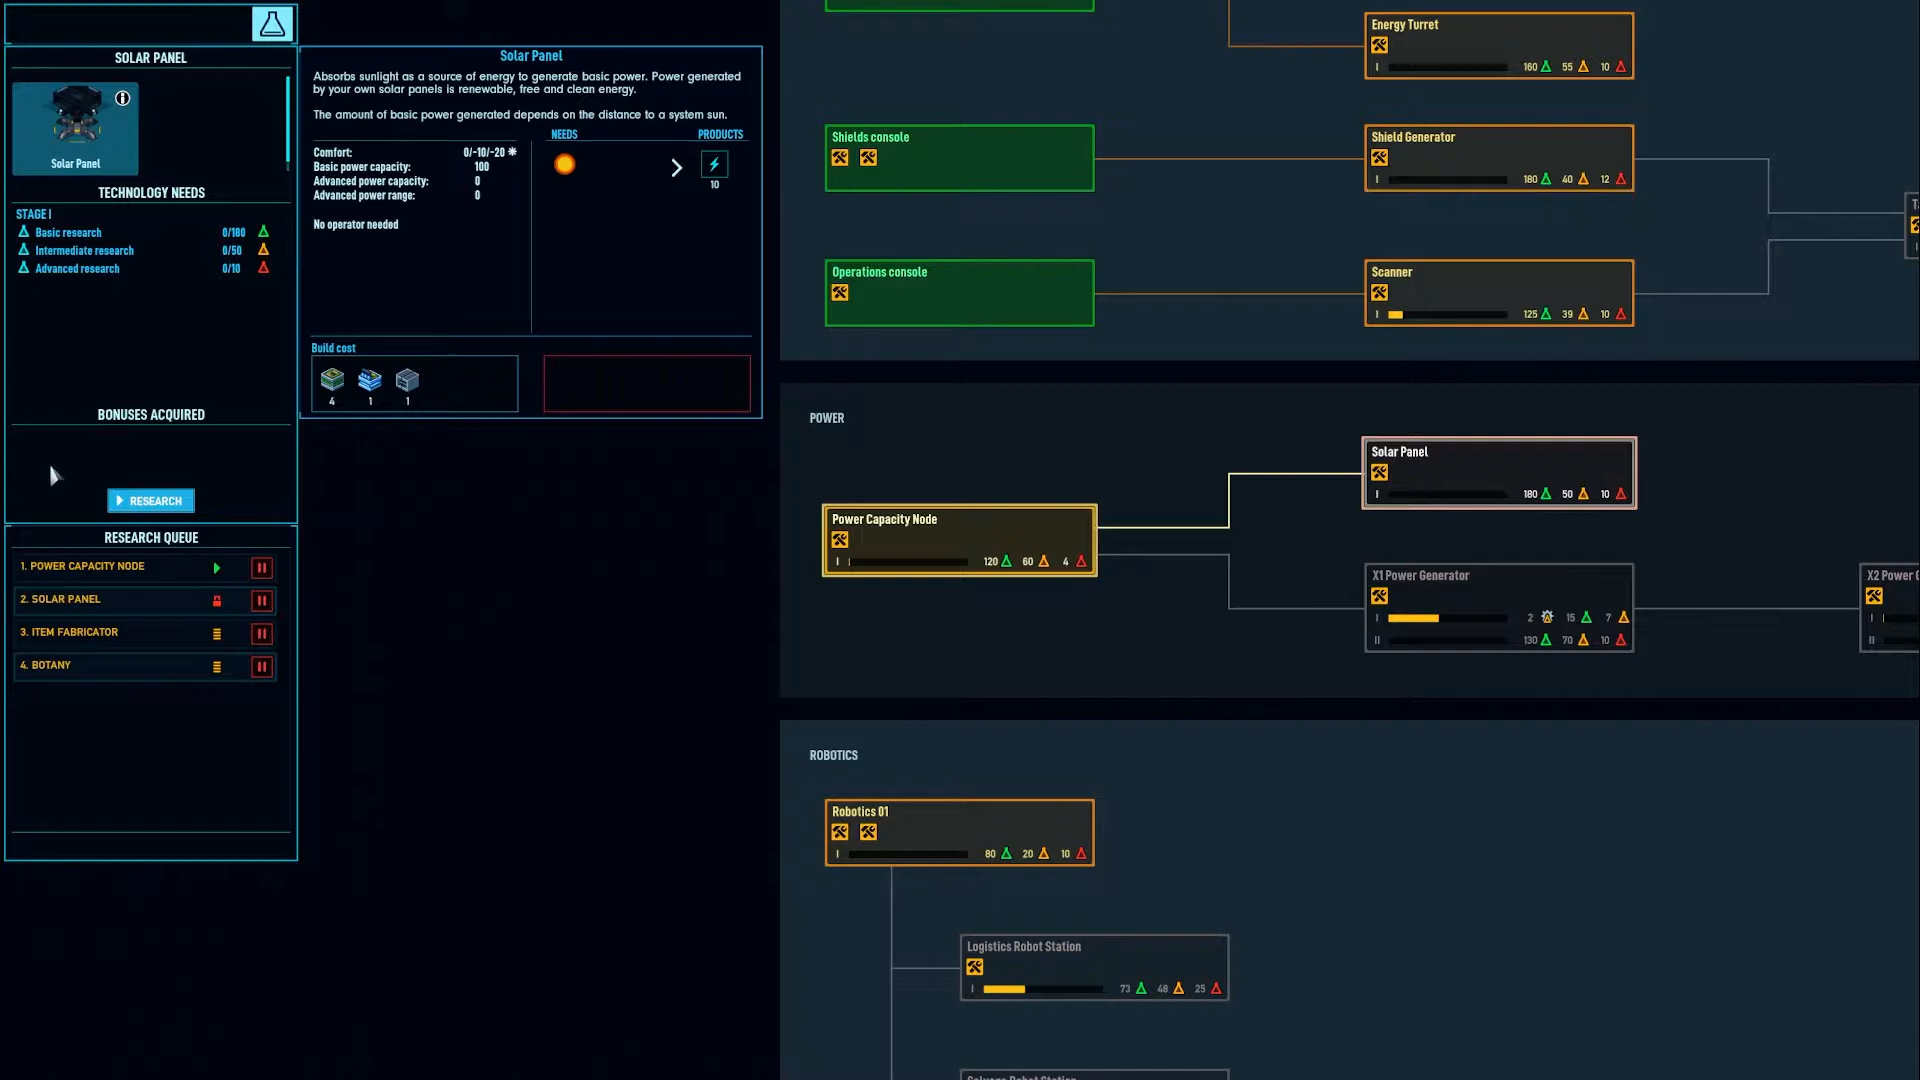 SOLAR PANEL
Solar Panel
TECHNOLOGY NEEDS
STAGE I
Basic research 0/180
Intermediate research 0/50
Advanced research 0/10
BONUSES ACQUIRED
RESEARCH
RESEARCH QUEUE
1. POWER CAPACITY NODE
2. SOLAR PANEL
3. ITEM FABRICATOR
4. BOTANY
Solar Panel
Absorbs sunlight as a source of energy to generate basic power. Power generated
by your own solar panels is renewable, free and clean energy.
The amount of basic power generated depends on the distance to a system sun.
NEEDS PRODUCTS
Comfort: 0/-10/-20
Basic power capacity: 100
Advanced power capacity: 0
Advanced power range: 0
No operator needed
10
Build cost
4 1 1
Energy Turret
I 160 55 10
Shields console
Shield Generator
I 180 40 12
Operations console
Scanner
I 125 39 10
POWER
Solar Panel
I 180 50 10
Power Capacity Node
I 120 60 4
X1 Power Generator
I 2 15 7
II 130 70 10
X2 Power
I
II
ROBOTICS
Robotics 01
I 80 20 10
Logistics Robot Station
I 73 48 25